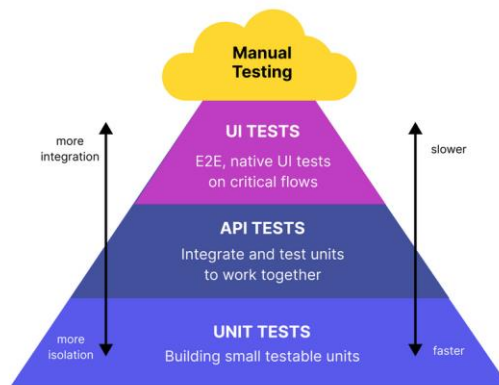 Manual
Testing
more
integration
UI TESTS
E2E, native UI tests
on critical flows
slower
API TESTS
Integrate and test units
to work together
more
isolation
UNIT TESTS
Building small testable units
faster